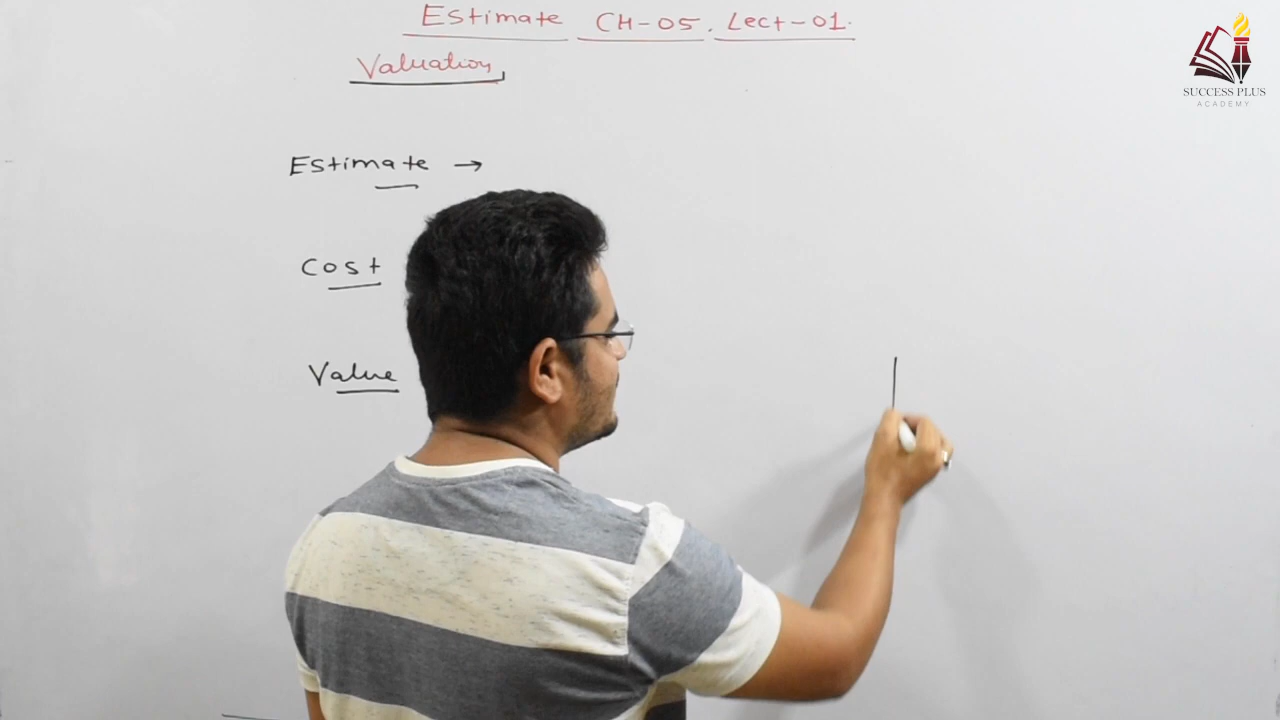 Estimate CH-05. Lect-01.
Valuation
Estimate →
Cost
Value
SUCCESS PLUS
ACADEMY